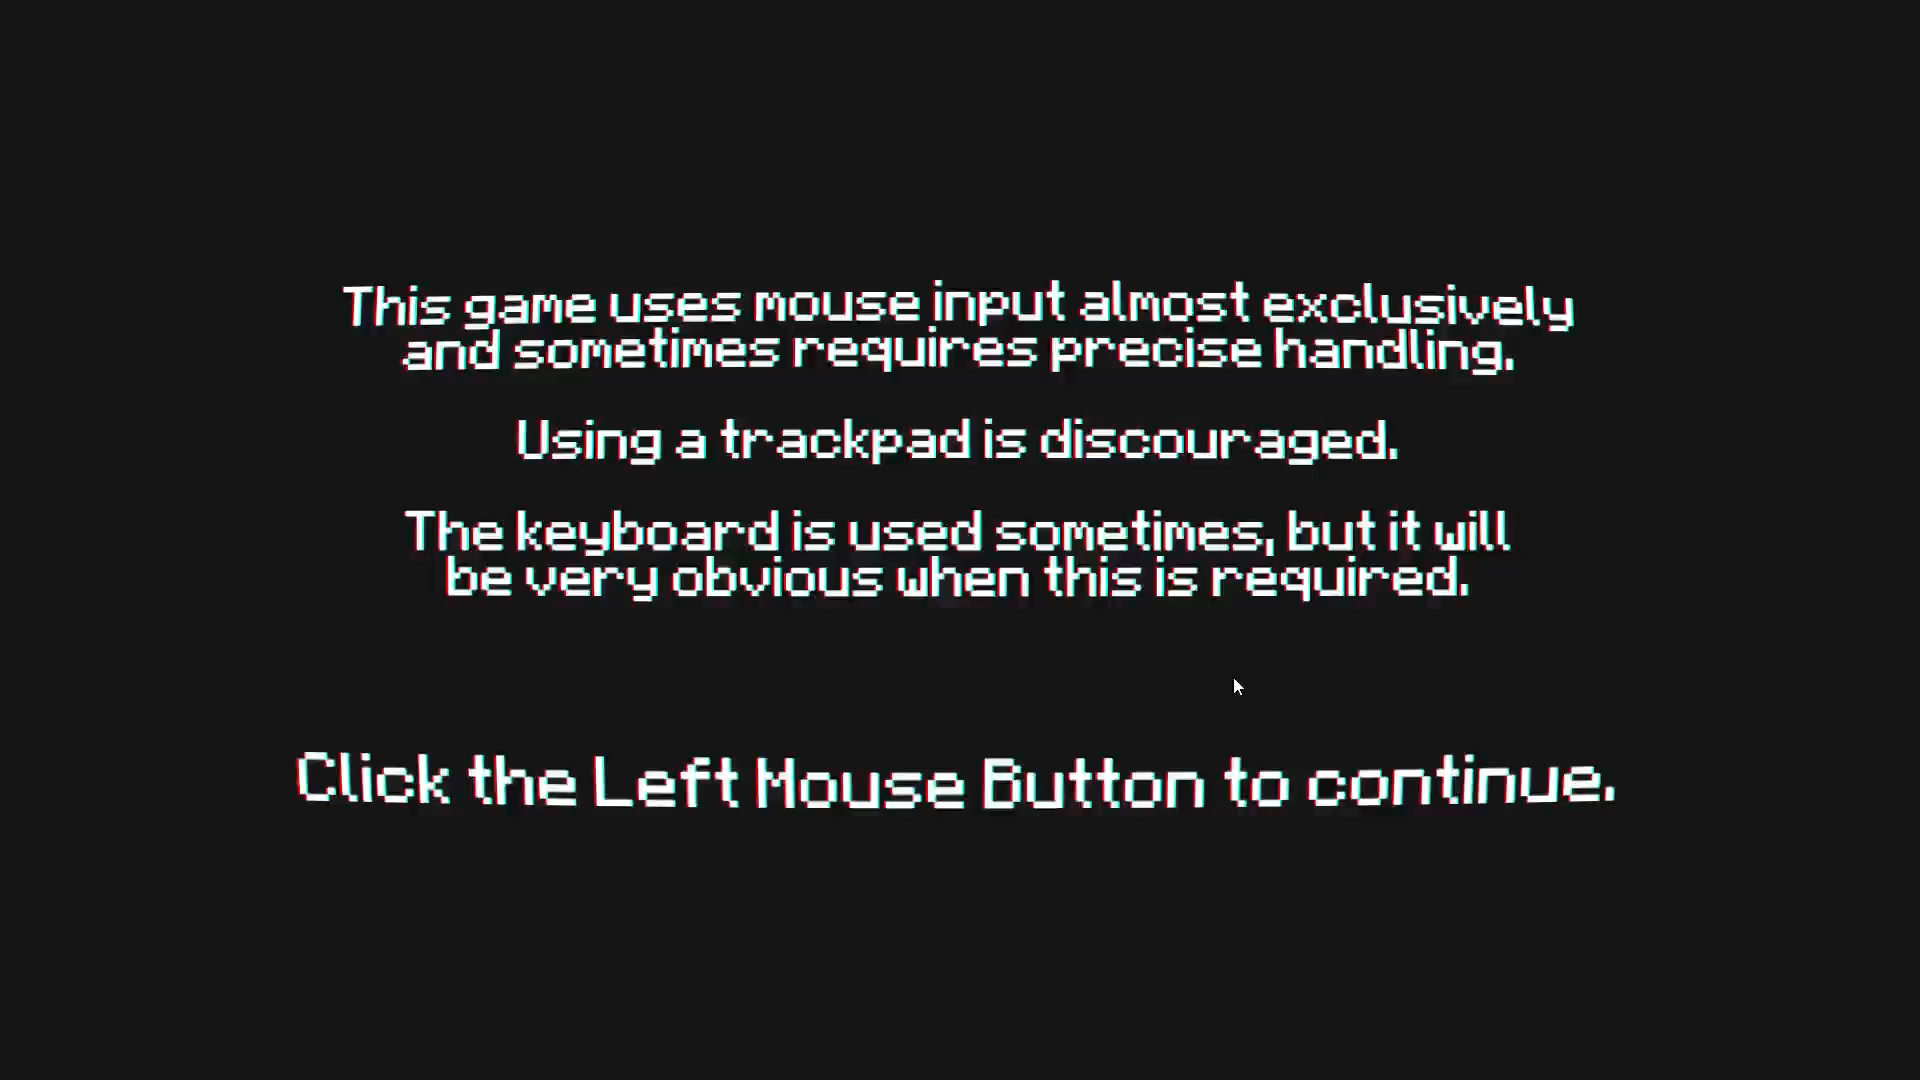 This game uses mouse input almost exclusively
and sometimes requires precise handling.
Using a trackpad is discouraged.
The keyboard is used sometimes, but it will
be very obvious when this is required.
Click the Left Mouse Button to continue.